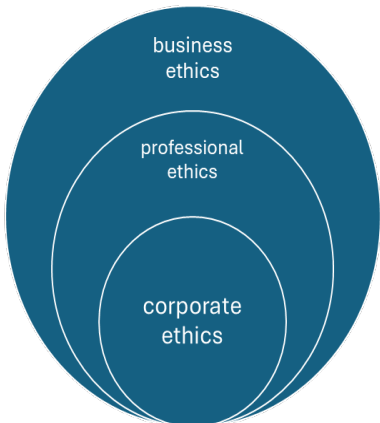 business
ethics
professional
ethics
corporate
ethics